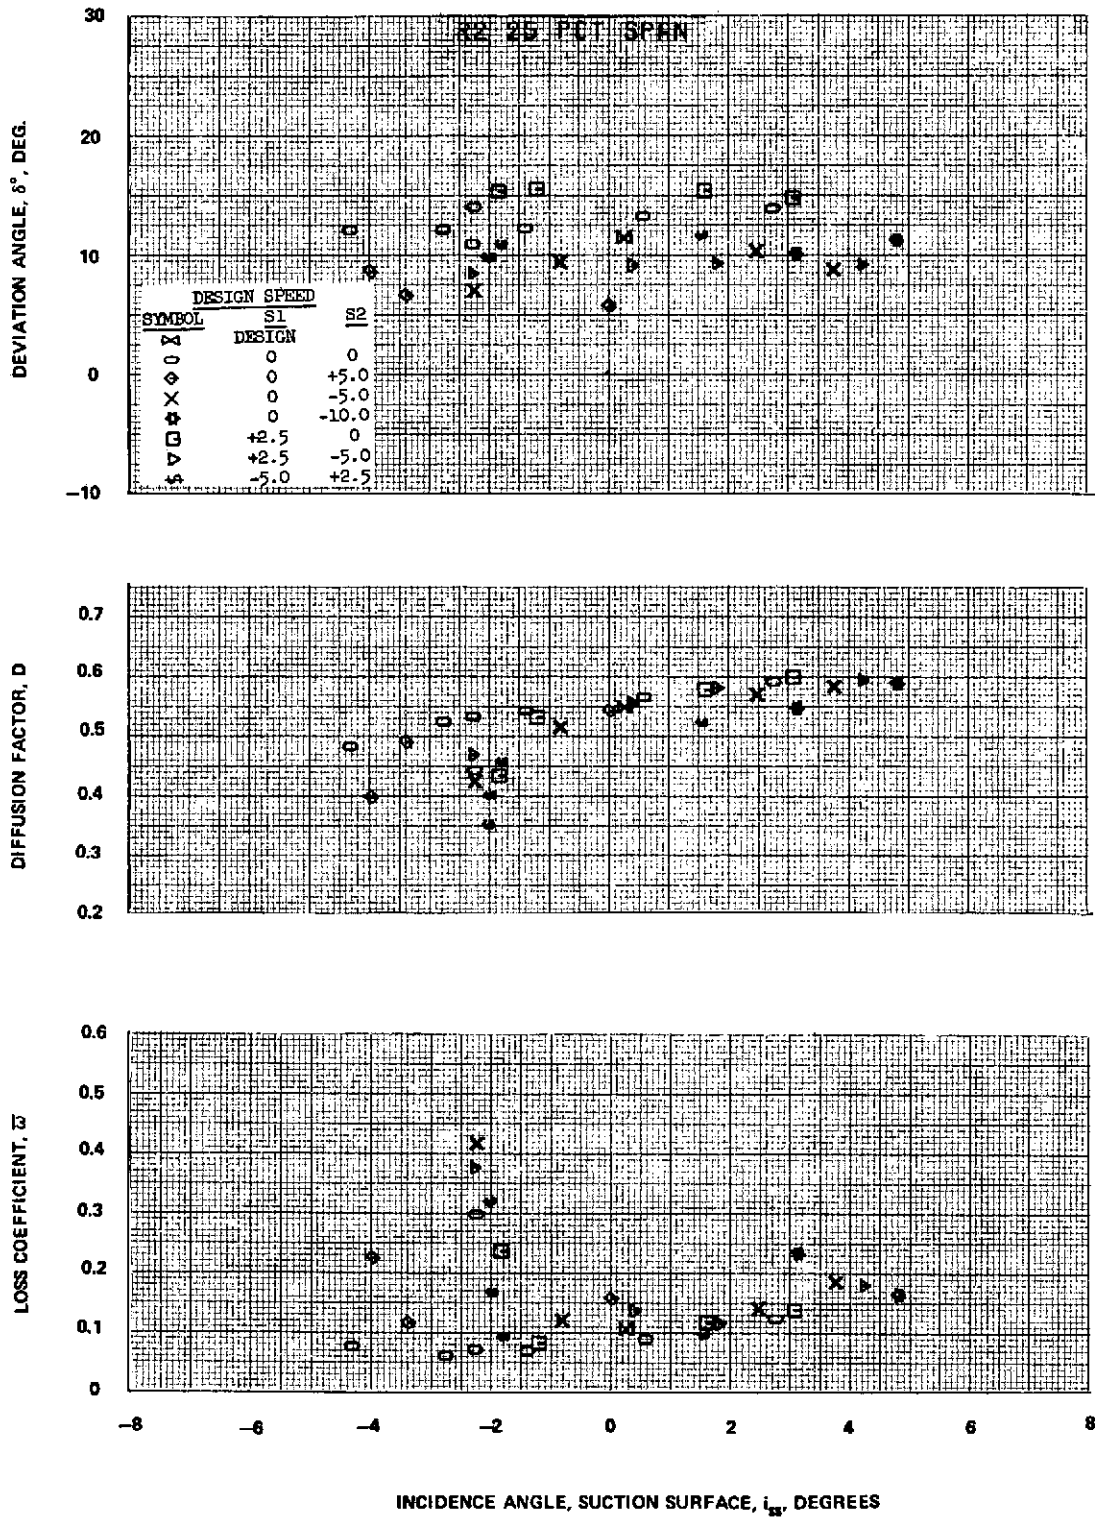 R2 25 PCT SPAN
30
20
10
0
−10
DEVIATION ANGLE, δ°, DEG.
DESIGN SPEED
SYMBOL S1 S2
DESIGN
0 0
0 +5.0
0 -5.0
0 -10.0
+2.5 0
+2.5 -5.0
-5.0 +2.5
0.7
0.6
0.5
0.4
0.3
0.2
DIFFUSION FACTOR, D
0.6
0.5
0.4
0.3
0.2
0.1
0
LOSS COEFFICIENT, ω̅
−8 −6 −4 −2 0 2 4 6 8
INCIDENCE ANGLE, SUCTION SURFACE, iss, DEGREES